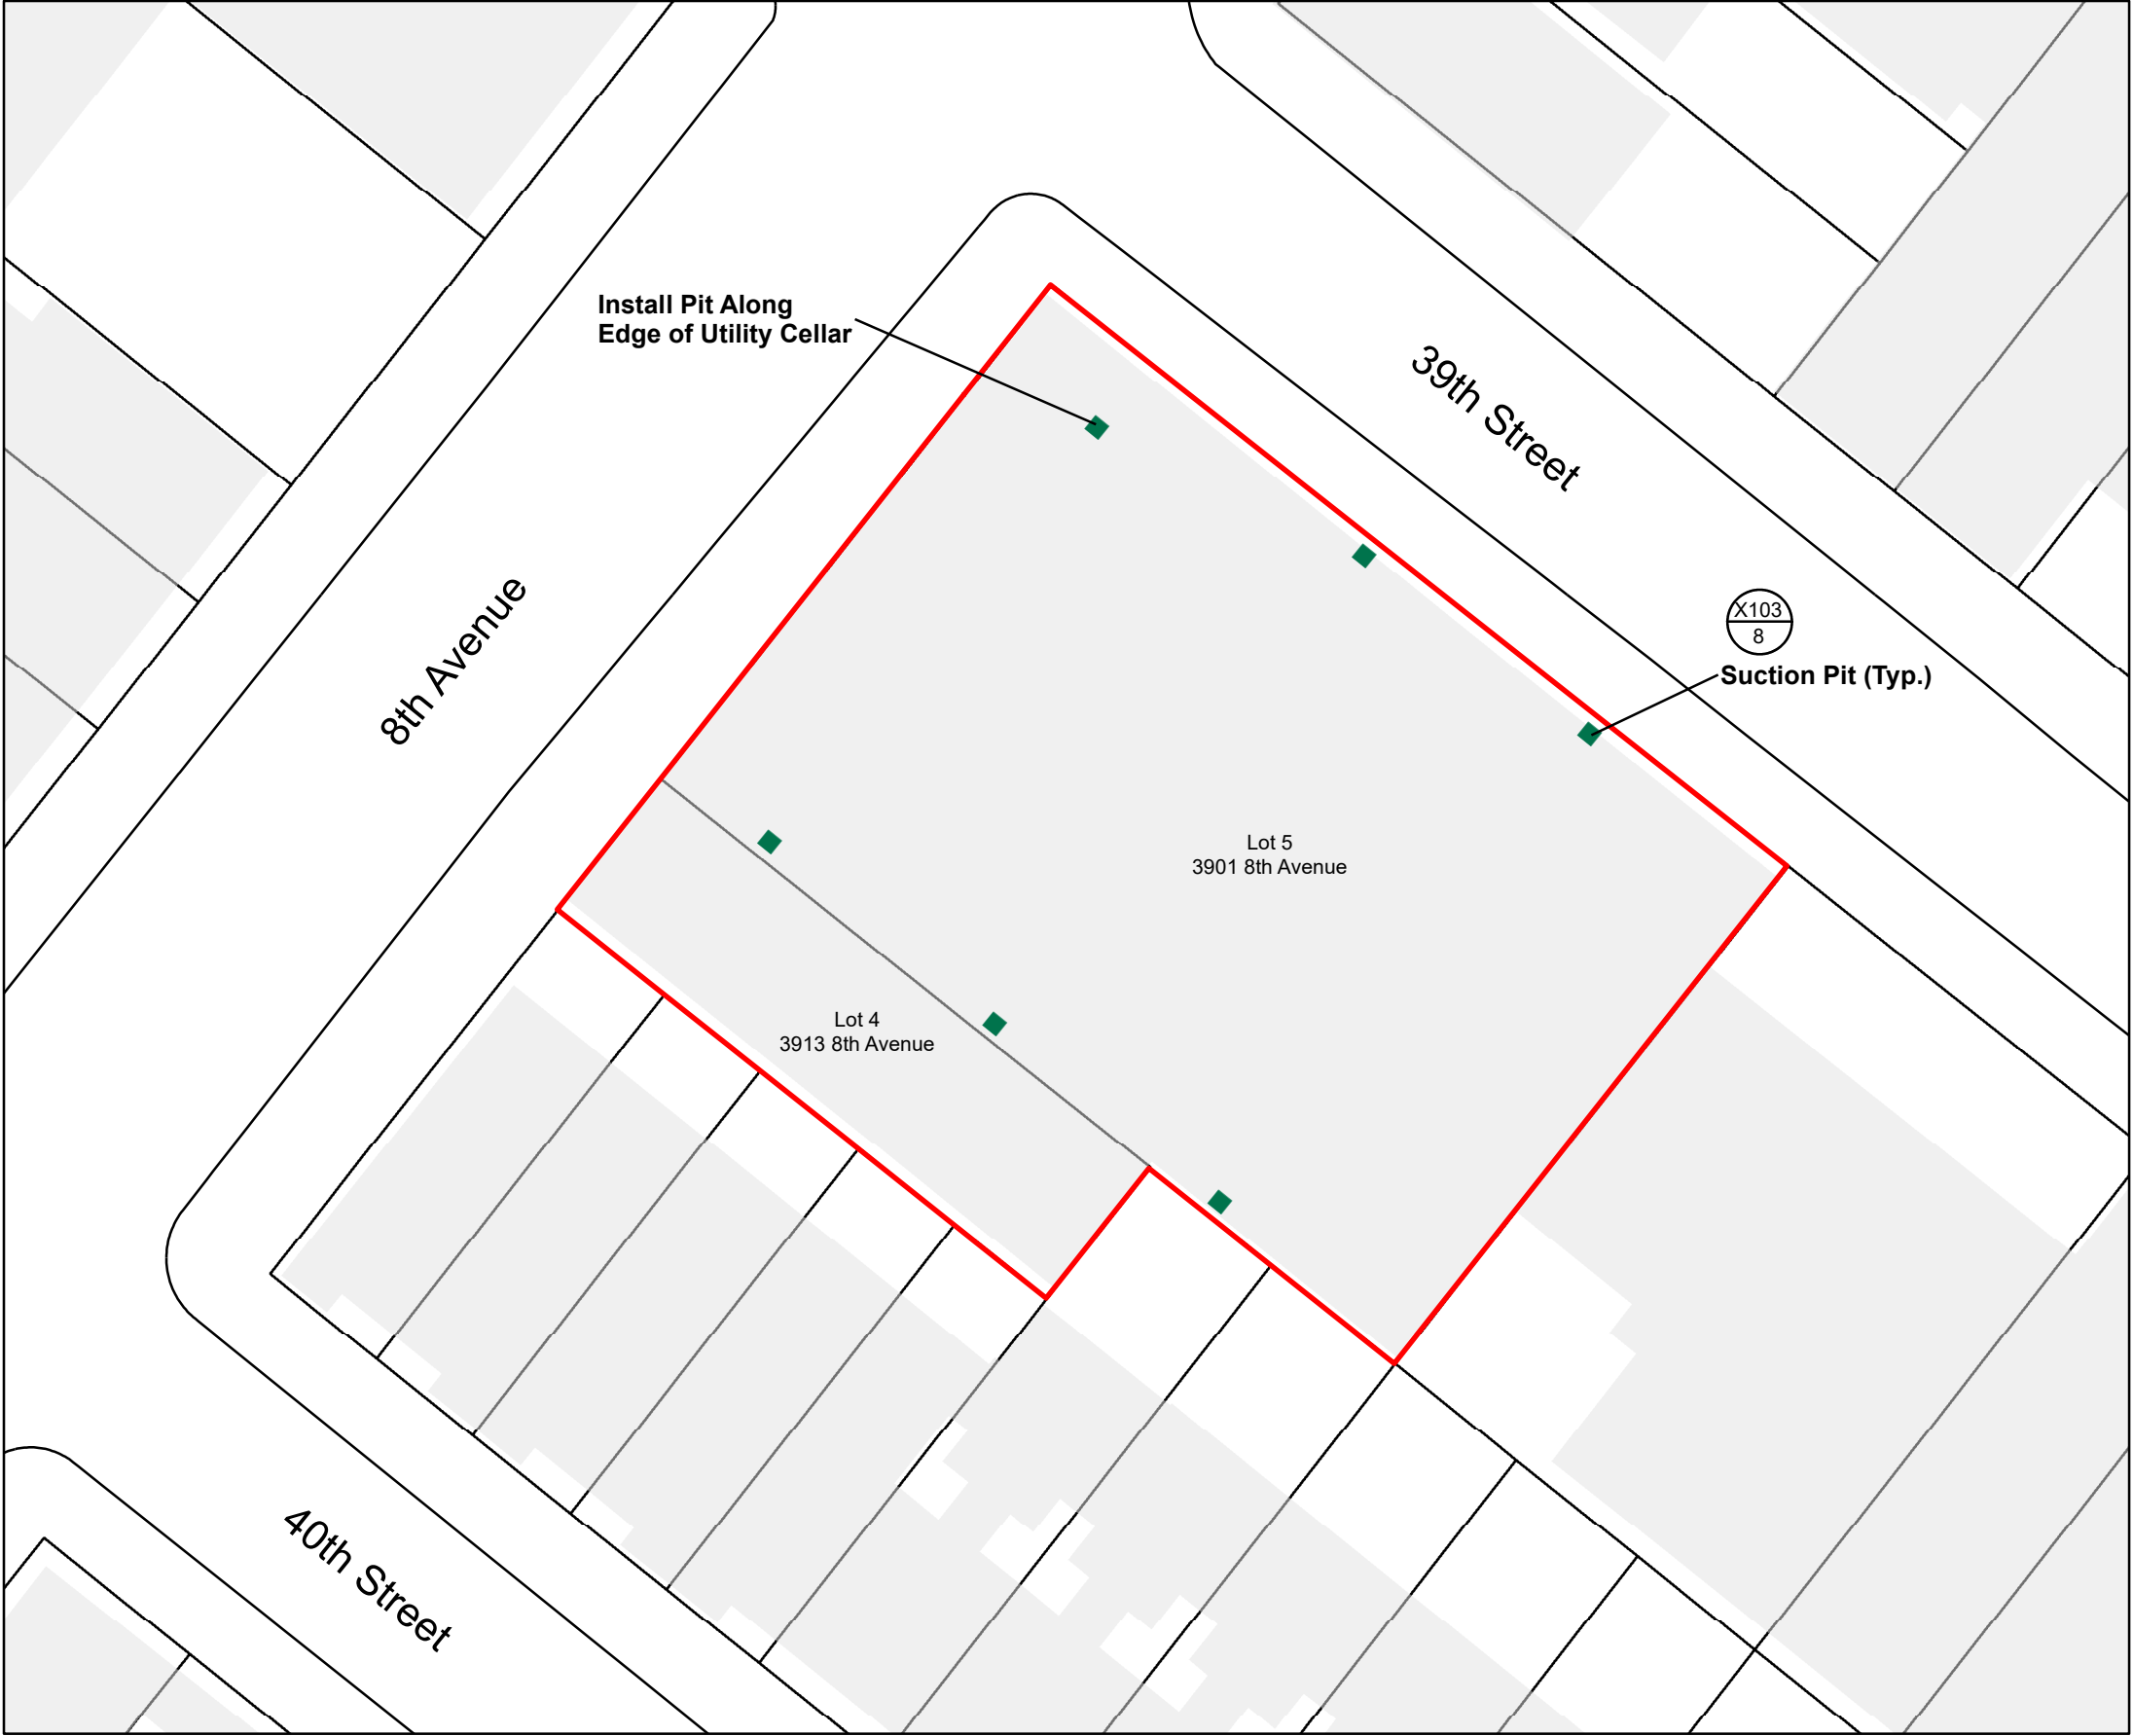 Install Pit Along
Edge of Utility Cellar
39th Street
8th Avenue
X103
8
Suction Pit (Typ.)
Lot 5
3901 8th Avenue
Lot 4
3913 8th Avenue
40th Street